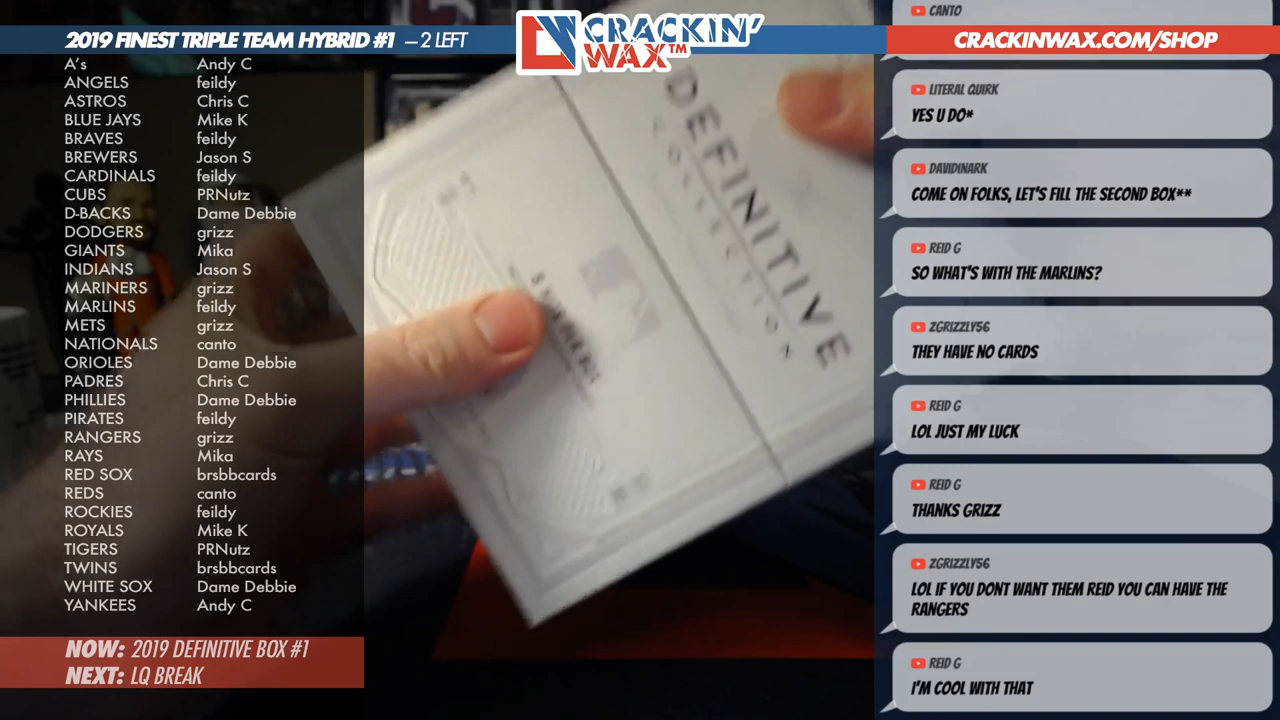 2019 FINEST TRIPLE TEAM HYBRID #1 – 2 LEFT
CRACKIN'
WAX™
CRACKINWAX.COM/SHOP
A's Andy C
ANGELS feildy
ASTROS Chris C
BLUE JAYS Mike K
BRAVES feildy
BREWERS Jason S
CARDINALS feildy
CUBS PRNutz
D-BACKS Dame Debbie
DODGERS grizz
GIANTS Mika
INDIANS Jason S
MARINERS grizz
MARLINS feildy
METS grizz
NATIONALS canto
ORIOLES Dame Debbie
PADRES Chris C
PHILLIES Dame Debbie
PIRATES feildy
RANGERS grizz
RAYS Mika
RED SOX brsbbcards
REDS canto
ROCKIES feildy
ROYALS Mike K
TIGERS PRNutz
TWINS brsbbcards
WHITE SOX Dame Debbie
YANKEES Andy C
NOW: 2019 DEFINITIVE BOX #1
NEXT: LQ BREAK
DEFINITIVE
COLLECTION
CANTO
LITERAL QUIRK
YES U DO*
DAVIDINARK
COME ON FOLKS, LET'S FILL THE SECOND BOX**
REID G
SO WHAT'S WITH THE MARLINS?
ZGRIZZLY56
THEY HAVE NO CARDS
REID G
LOL JUST MY LUCK
REID G
THANKS GRIZZ
ZGRIZZLY56
LOL IF YOU DONT WANT THEM REID YOU CAN HAVE THE
RANGERS
REID G
I'M COOL WITH THAT